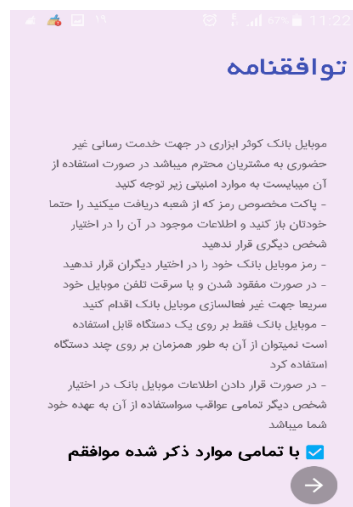 ۱۹ 67% 11:22
توافقنامه
موبایل بانک کوثر ابزاری در جهت خدمت رسانی غیر
حضوری به مشتریان محترم میباشد در صورت استفاده از
آن میبایست به موارد امنیتی زیر توجه کنید
- پاکت مخصوص رمز که از شعبه دریافت میکنید را حتما
خودتان باز کنید و اطلاعات موجود در آن را در اختیار
شخص دیگری قرار ندهید
- رمز موبایل بانک خود را در اختیار دیگران قرار ندهید
- در صورت مفقود شدن و یا سرقت تلفن موبایل خود
سریعا جهت غیر فعالسازی موبایل بانک اقدام کنید
- موبایل بانک فقط بر روی یک دستگاه قابل استفاده
است نمیتوان از آن به طور همزمان بر روی چند دستگاه
استفاده کرد
- در صورت قرار دادن اطلاعات موبایل بانک در اختیار
شخص دیگر تمامی عواقب سواستفاده از آن به عهده خود
شما میباشد
با تمامی موارد ذکر شده موافقم